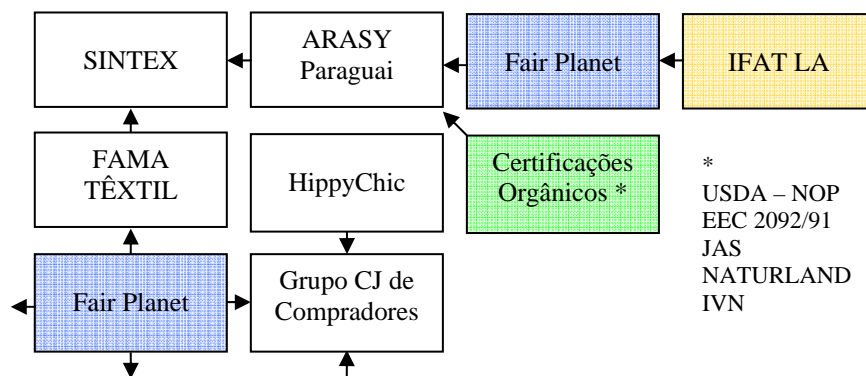 SINTEX
ARASY
Paraguai
Fair Planet
IFAT LA
FAMA
TÊXTIL
HippyChic
Certificações
Orgânicos *
*
USDA – NOP
EEC 2092/91
JAS
NATURLAND
IVN
Fair Planet
Grupo CJ de
Compradores